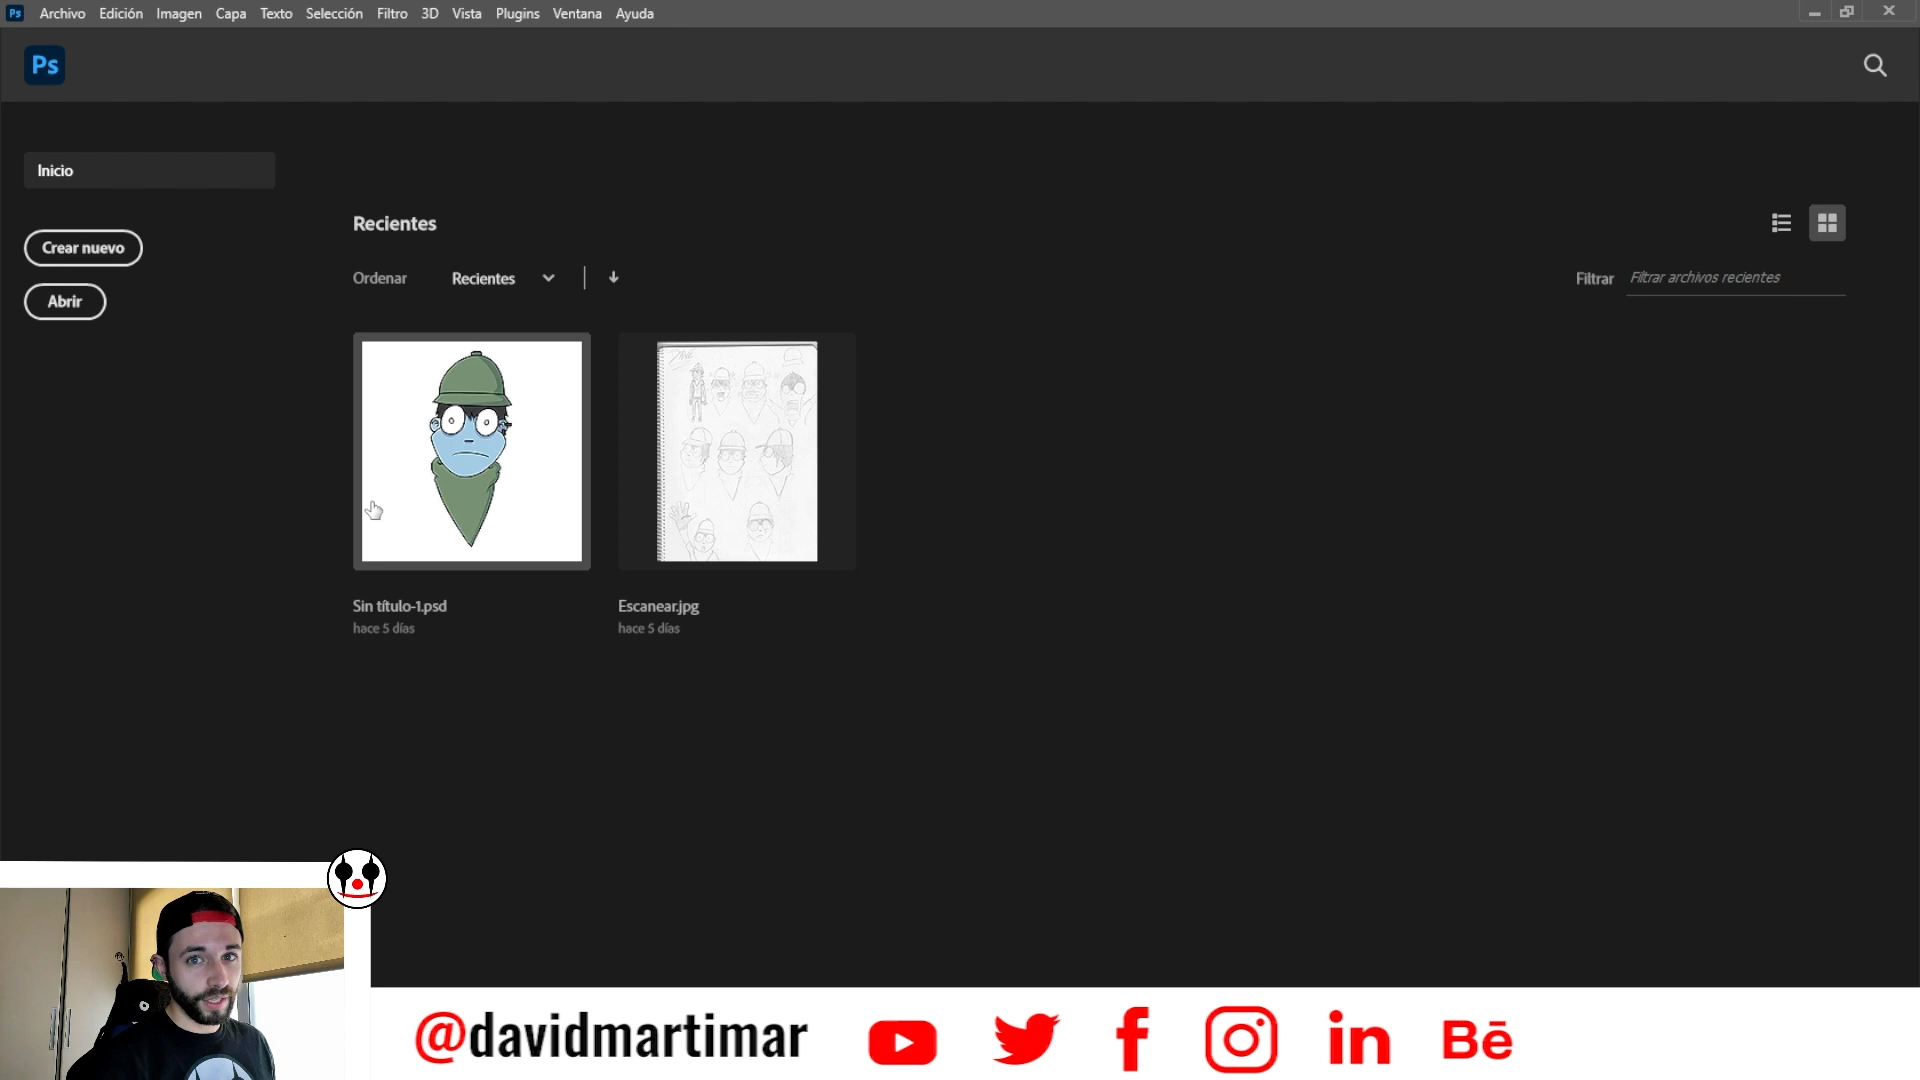 Ps Archivo Edición Imagen Capa Texto Selección Filtro 3D Vista Plugins Ventana Ayuda
Ps
Inicio
Crear nuevo
Abrir
Recientes
Ordenar Recientes
Filtrar Filtrar archivos recientes
Sin título-1.psd
hace 5 días
Escanear.jpg
hace 5 días
@davidmartimar
in Bē